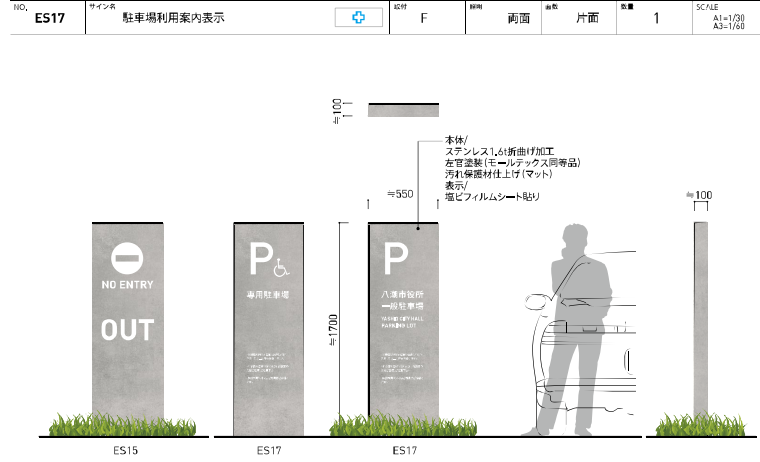 NO.
ES17
サイン名
駐車場利用案内表示
取付
F
照明
両面
面数
片面
数量
1
SCALE
A1=1/30
A3=1/60
≒100
本体/
ステンレス1.6t折曲げ加工
左官塗装(モールテックス同等品)
汚れ保護材仕上げ(マット)
表示/
塩ビフィルムシート貼り
≒550
≒100
≒1700
NO ENTRY
OUT
P
専用駐車場
P
八潮市役所
一般駐車場
YASHIO CITY HALL
PARKING LOT
ES15
ES17
ES17